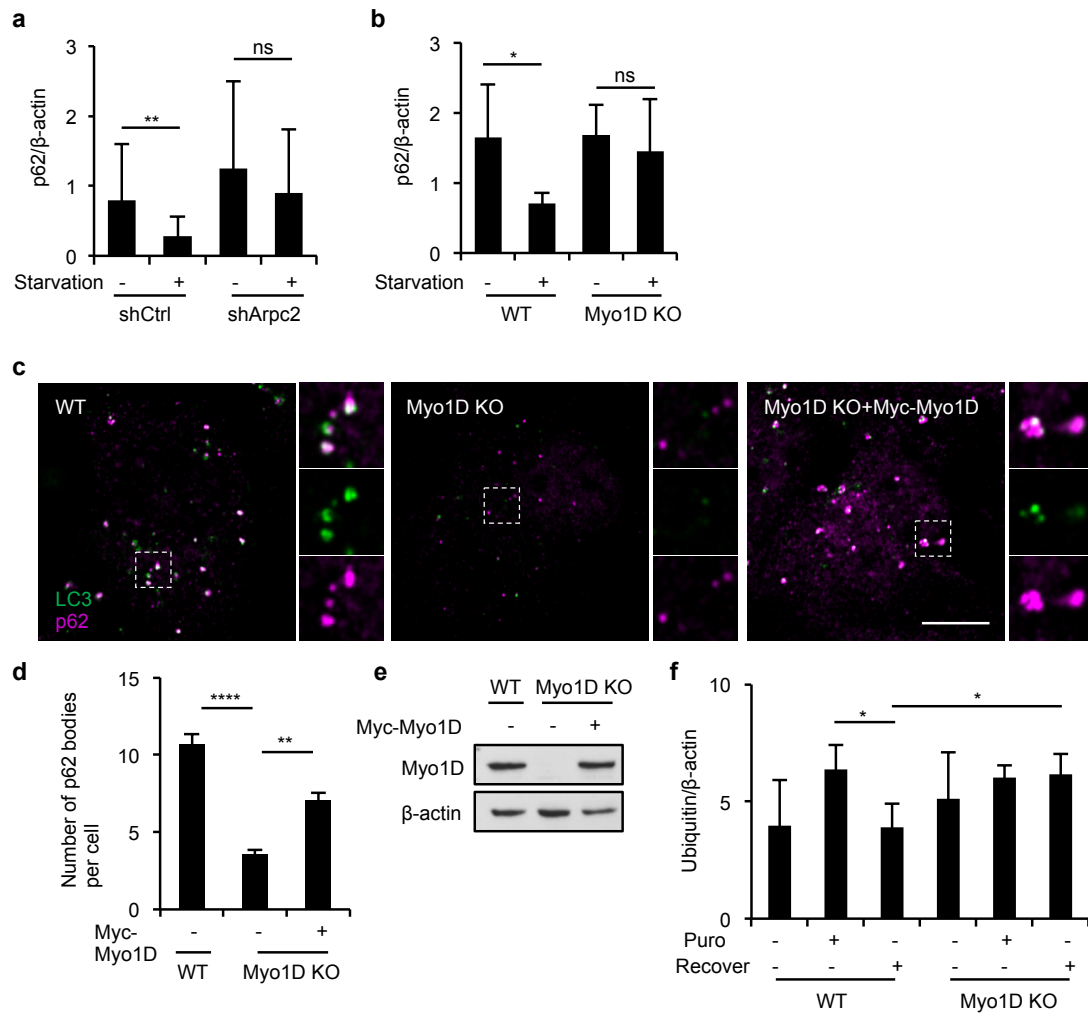 a
p62/β-actin
3
2
1
0
**
ns
Starvation - + - +
shCtrl shArpc2
b
p62/β-actin
3
2
1
0
*
ns
Starvation - + - +
WT Myo1D KO
c
WT
Myo1D KO
Myo1D KO+Myc-Myo1D
LC3
p62
d
Number of p62 bodies
per cell
15
10
5
0
****
**
Myc-
Myo1D
- - +
WT Myo1D KO
e
WT Myo1D KO
Myc-Myo1D - - +
Myo1D
β-actin
f
Ubiquitin/β-actin
10
5
0
*
*
Puro - + - - + -
Recover - - + - - +
WT Myo1D KO